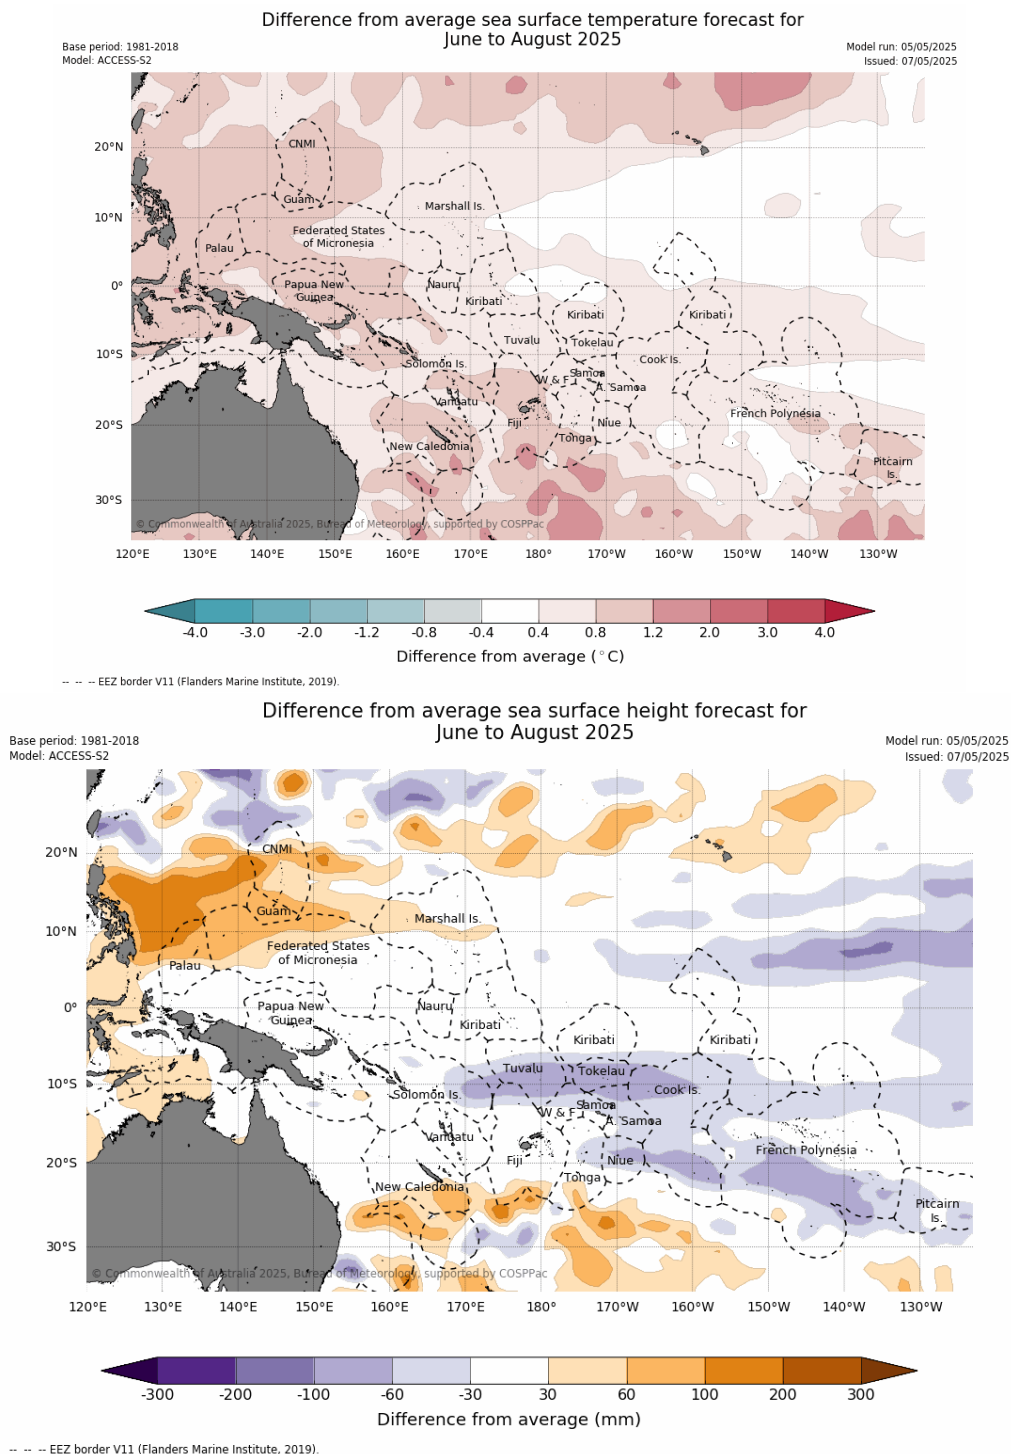 Difference from average sea surface temperature forecast for
June to August 2025
Base period: 1981-2018
Model: ACCESS-S2
Model run: 05/05/2025
Issued: 07/05/2025
20°N
10°N
0°
10°S
20°S
30°S
CNMI
Guam
Marshall Is.
Palau
Federated States
of Micronesia
Papua New
Guinea
Nauru
Kiribati
Kiribati
Kiribati
Tuvalu
Tokelau
Solomon Is.
Cook Is.
W & F
Samoa
A. Samoa
Vanuatu
French Polynesia
Fiji
Niue
New Caledonia
Tonga
Pitcairn
Is.
© Commonwealth of Australia 2025, Bureau of Meteorology, supported by COSPPac
120°E 130°E 140°E 150°E 160°E 170°E 180° 170°W 160°W 150°W 140°W 130°W
-4.0 -3.0 -2.0 -1.2 -0.8 -0.4 0.4 0.8 1.2 2.0 3.0 4.0
Difference from average (°C)
-- -- -- EEZ border V11 (Flanders Marine Institute, 2019).
Difference from average sea surface height forecast for
June to August 2025
Base period: 1981-2018
Model: ACCESS-S2
Model run: 05/05/2025
Issued: 07/05/2025
20°N
10°N
0°
10°S
20°S
30°S
CNMI
Guam
Marshall Is.
Palau
Federated States
of Micronesia
Papua New
Guinea
Nauru
Kiribati
Kiribati
Kiribati
Tuvalu
Tokelau
Solomon Is.
Cook Is.
W & F
Samoa
A. Samoa
Vanuatu
French Polynesia
Fiji
Niue
New Caledonia
Tonga
Pitcairn
Is.
© Commonwealth of Australia 2025, Bureau of Meteorology, supported by COSPPac
120°E 130°E 140°E 150°E 160°E 170°E 180° 170°W 160°W 150°W 140°W 130°W
-300 -200 -100 -60 -30 30 60 100 200 300
Difference from average (mm)
-- -- -- EEZ border V11 (Flanders Marine Institute, 2019).